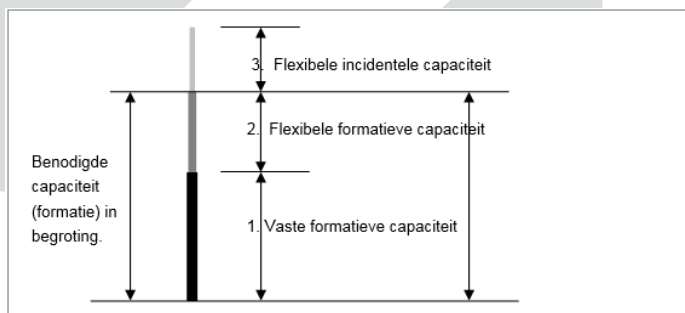 3. Flexibele incidentele capaciteit
2. Flexibele formatieve capaciteit
Benodigde
capaciteit
(formatie) in
begroting.
1. Vaste formatieve capaciteit